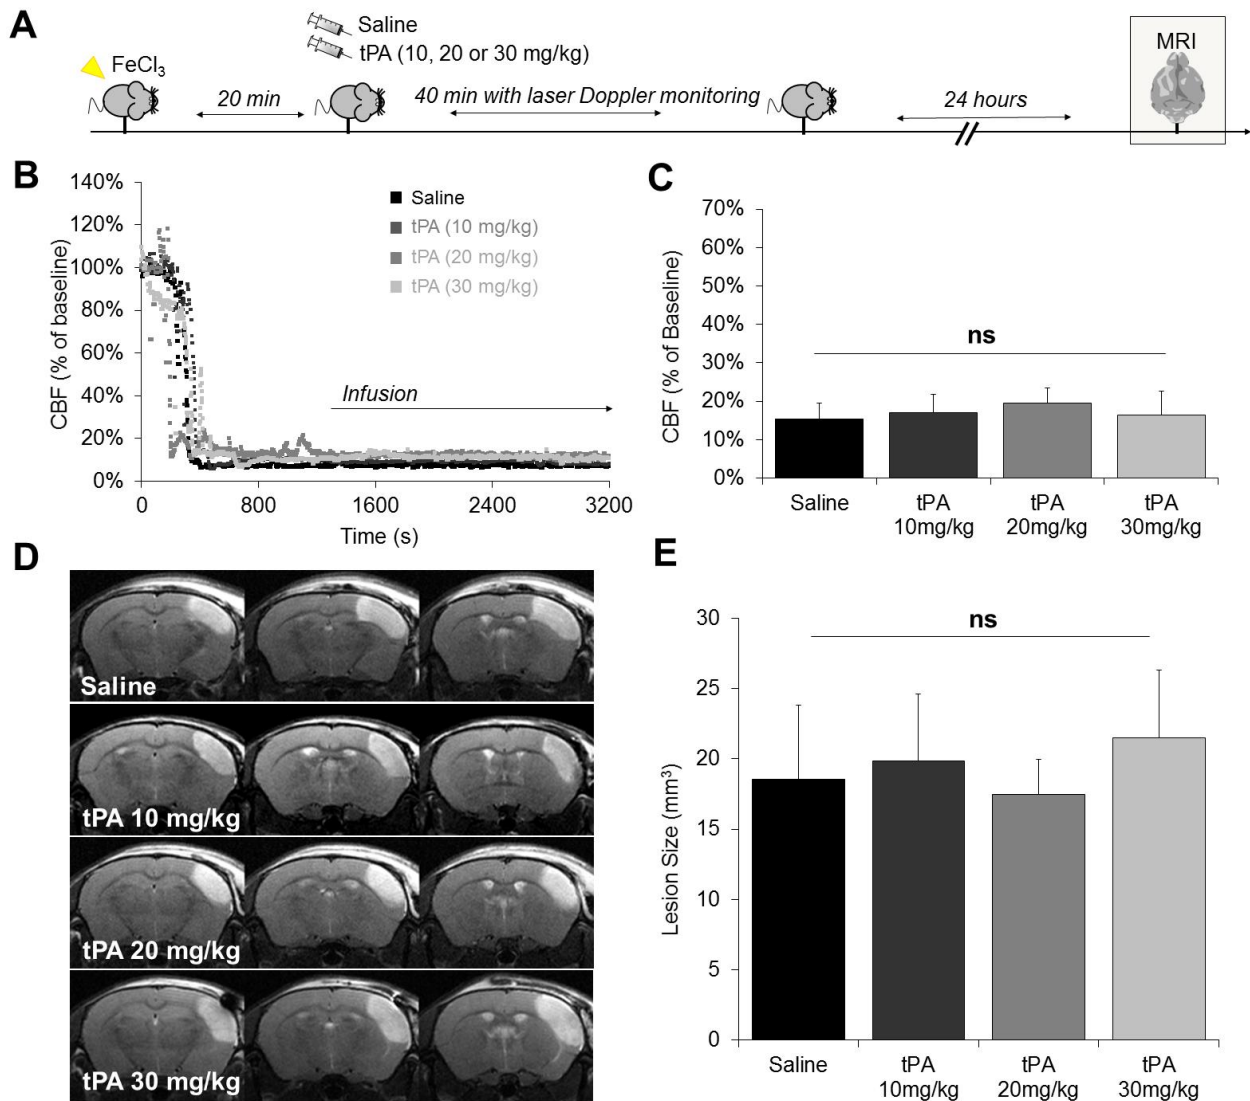 A
Saline
tPA (10, 20 or 30 mg/kg)
FeCl₃
20 min
40 min with laser Doppler monitoring
24 hours
MRI
B
140%
120%
100%
80%
60%
40%
20%
0%
CBF (% of baseline)
Saline
tPA (10 mg/kg)
tPA (20 mg/kg)
tPA (30 mg/kg)
Infusion
0 800 1600 2400 3200
Time (s)
C
70%
60%
50%
40%
30%
20%
10%
0%
CBF (% of Baseline)
ns
Saline tPA tPA tPA
10mg/kg 20mg/kg 30mg/kg
D
Saline
tPA 10 mg/kg
tPA 20 mg/kg
tPA 30 mg/kg
E
30
25
20
15
10
5
0
Lesion Size (mm³)
ns
Saline tPA tPA tPA
10mg/kg 20mg/kg 30mg/kg